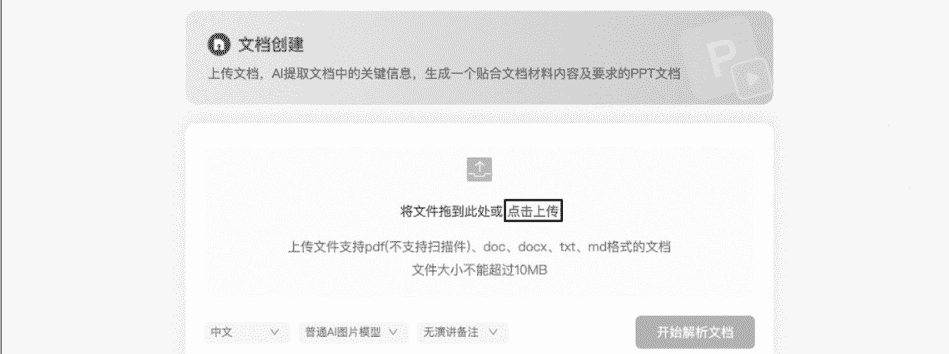 文档创建
上传文档，AI提取文档中的关键信息，生成一个贴合文档材料内容及要求的PPT文档
P
将文件拖到此处或 点击上传
上传文件支持pdf(不支持扫描件)、doc、docx、txt、md格式的文档
文件大小不能超过10MB
中文 普通AI图片模型 无演讲备注 开始解析文档